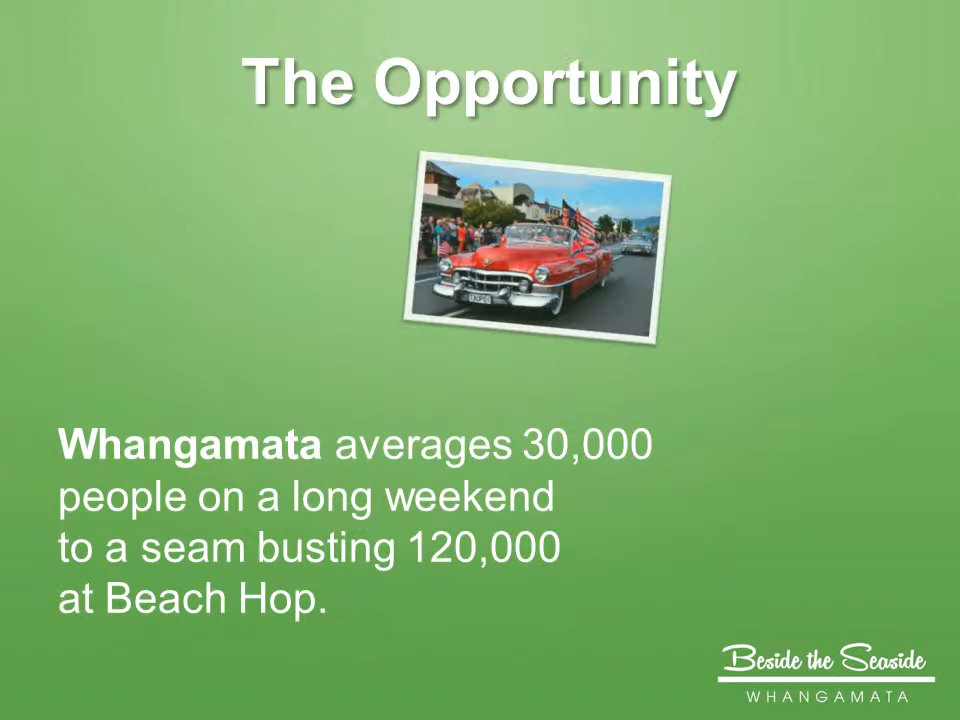 The Opportunity
Whangamata averages 30,000
people on a long weekend
to a seam busting 120,000
at Beach Hop.
Beside the Seaside
WHANGAMATA